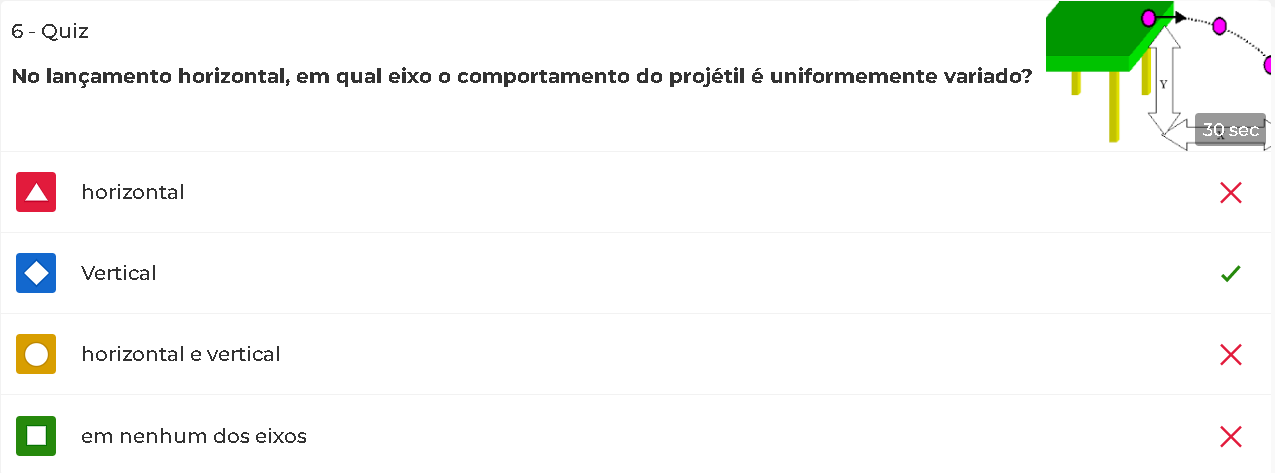 6 - Quiz
No lançamento horizontal, em qual eixo o comportamento do projétil é uniformemente variado?
Y
30 sec
horizontal
Vertical
horizontal e vertical
em nenhum dos eixos